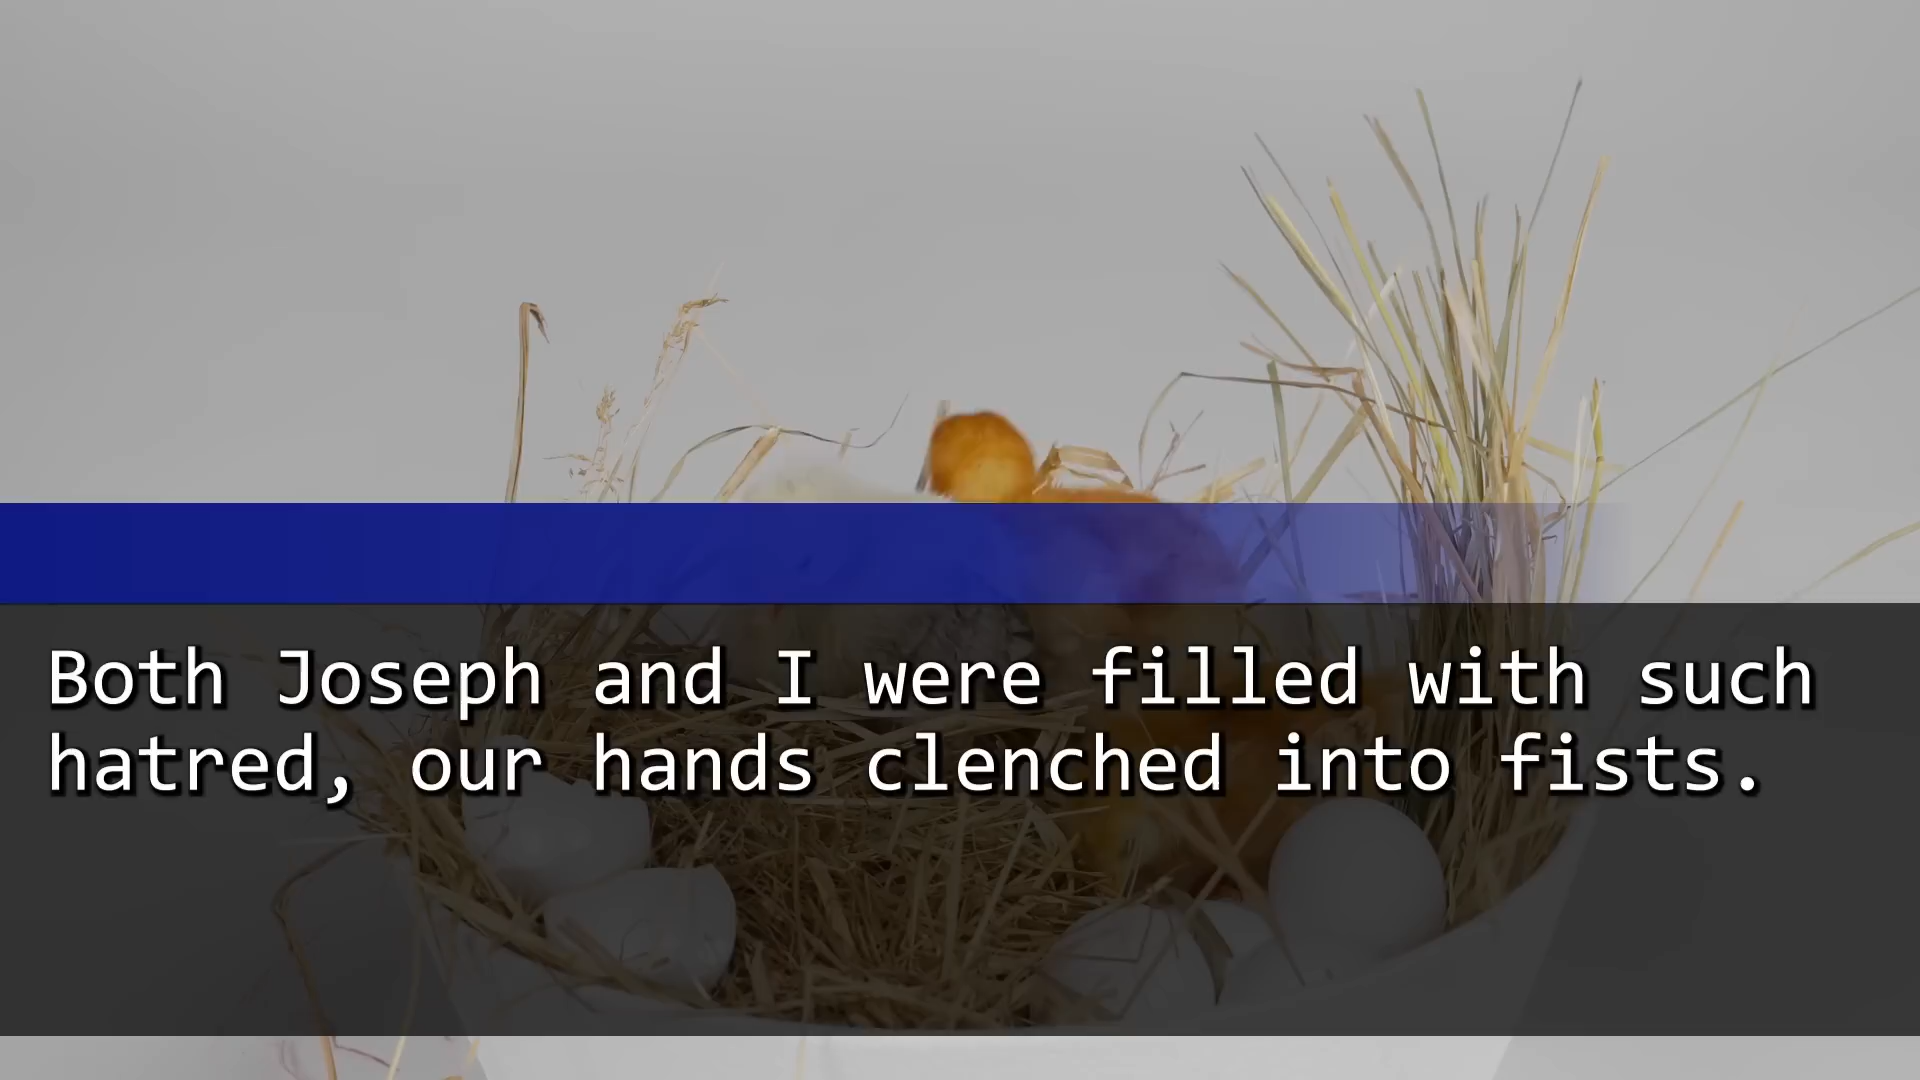 Both Joseph and I were filled with such
hatred, our hands clenched into fists.